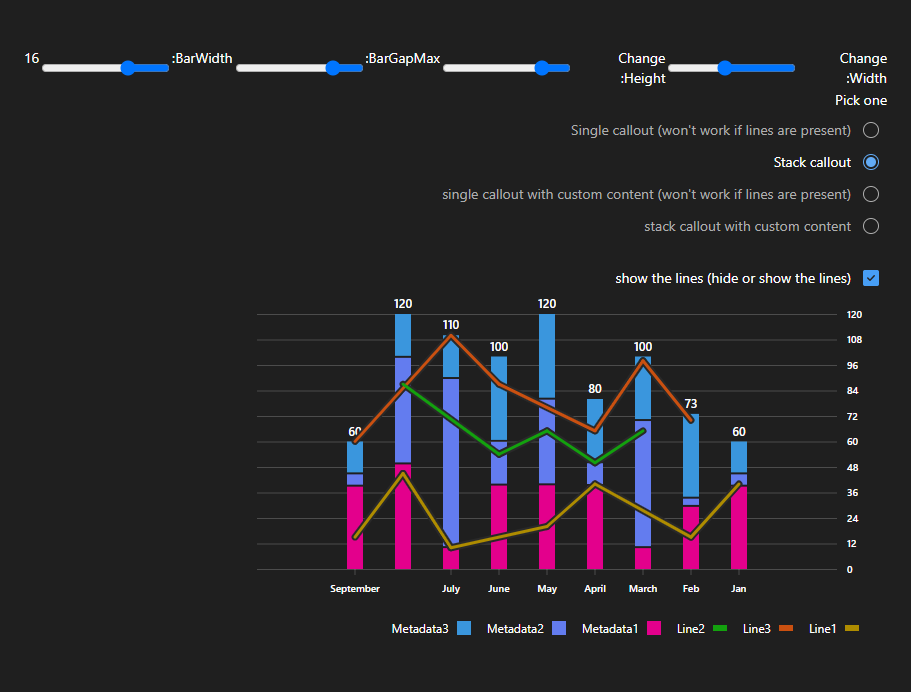 16 :BarWidth :BarGapMax Change :Height Change :Width
Pick one
Single callout (won't work if lines are present)
Stack callout
single callout with custom content (won't work if lines are present)
stack callout with custom content
show the lines (hide or show the lines)
120 120
110
100 100
80
73
60 60
120
108
96
84
72
60
48
36
24
12
0
September July June May April March Feb Jan
Metadata3 Metadata2 Metadata1 Line2 Line3 Line1